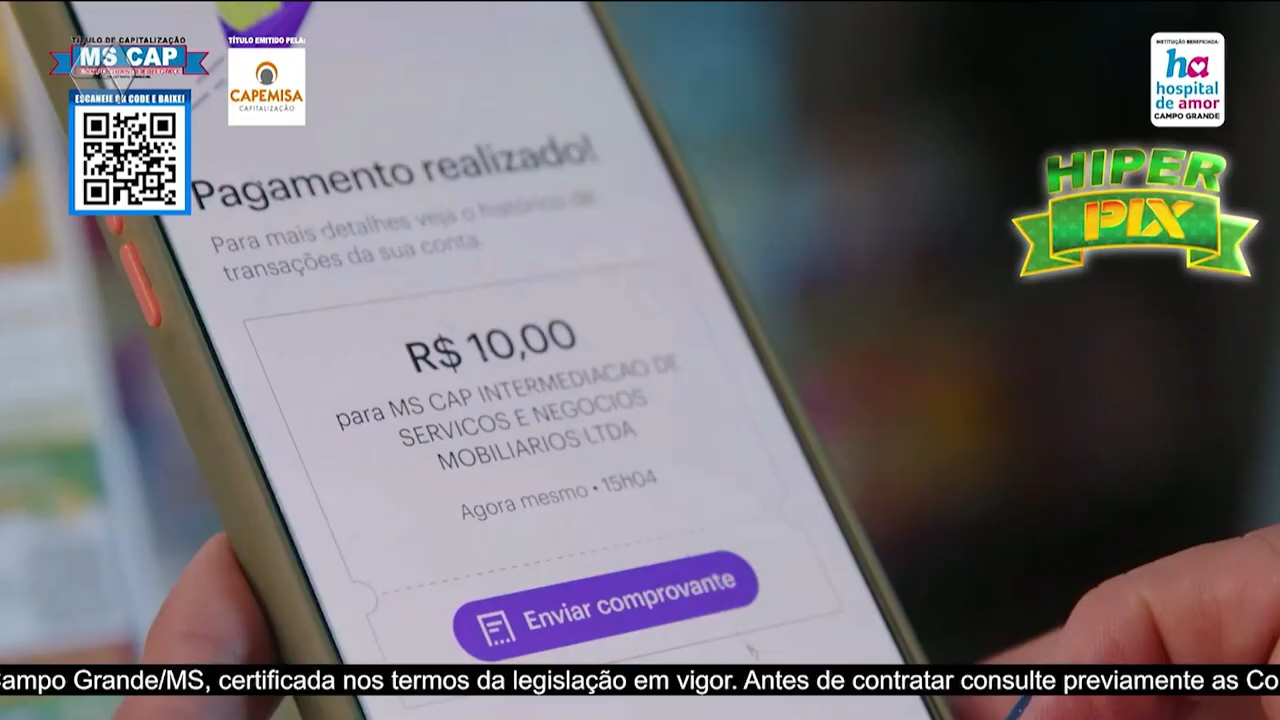 TÍTULO DE CAPITALIZAÇÃO
MS CAP
ESCANEIE QR CODE E BAIXE!
TÍTULO EMITIDO PELA:
CAPEMISA
CAPITALIZAÇÃO
INSTITUIÇÃO BENEFICIADA:
ha
hospital
de amor
CAMPO GRANDE
HIPER
PIX
Pagamento realizado!
Para mais detalhes veja o histórico de
transações da sua conta.
R$ 10,00
para MS CAP INTERMEDIACAO DE
SERVICOS E NEGOCIOS
MOBILIARIOS LTDA
Agora mesmo • 15h04
Enviar comprovante
ampo Grande/MS, certificada nos termos da legislação em vigor. Antes de contratar consulte previamente as Co